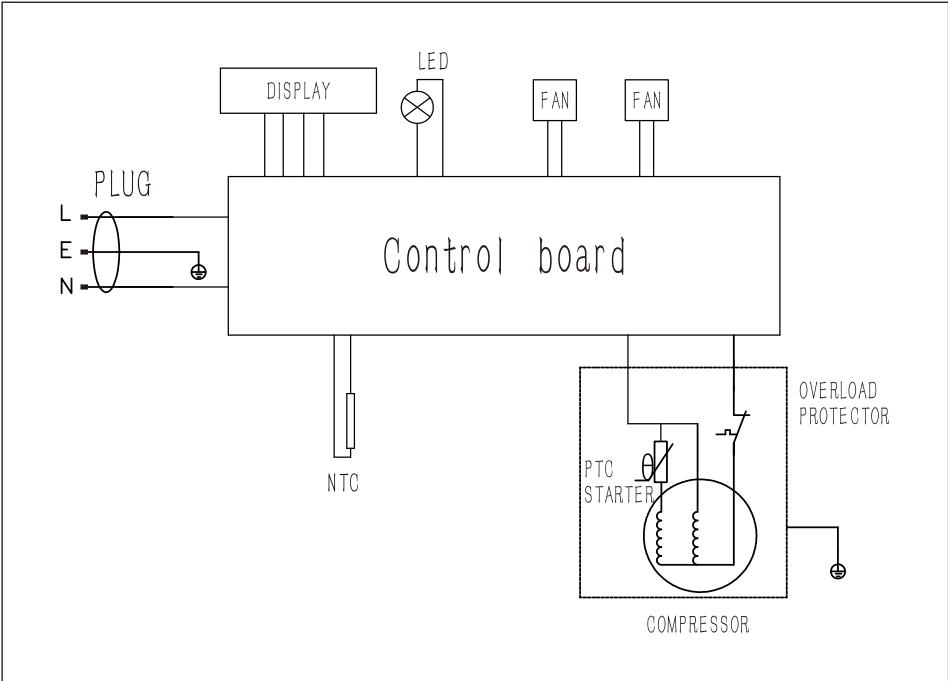 LED
DISPLAY
FAN
FAN
PLUG
L
E
N
Control board
OVERLOAD
PROTECTOR
PTC
STARTER
NTC
COMPRESSOR